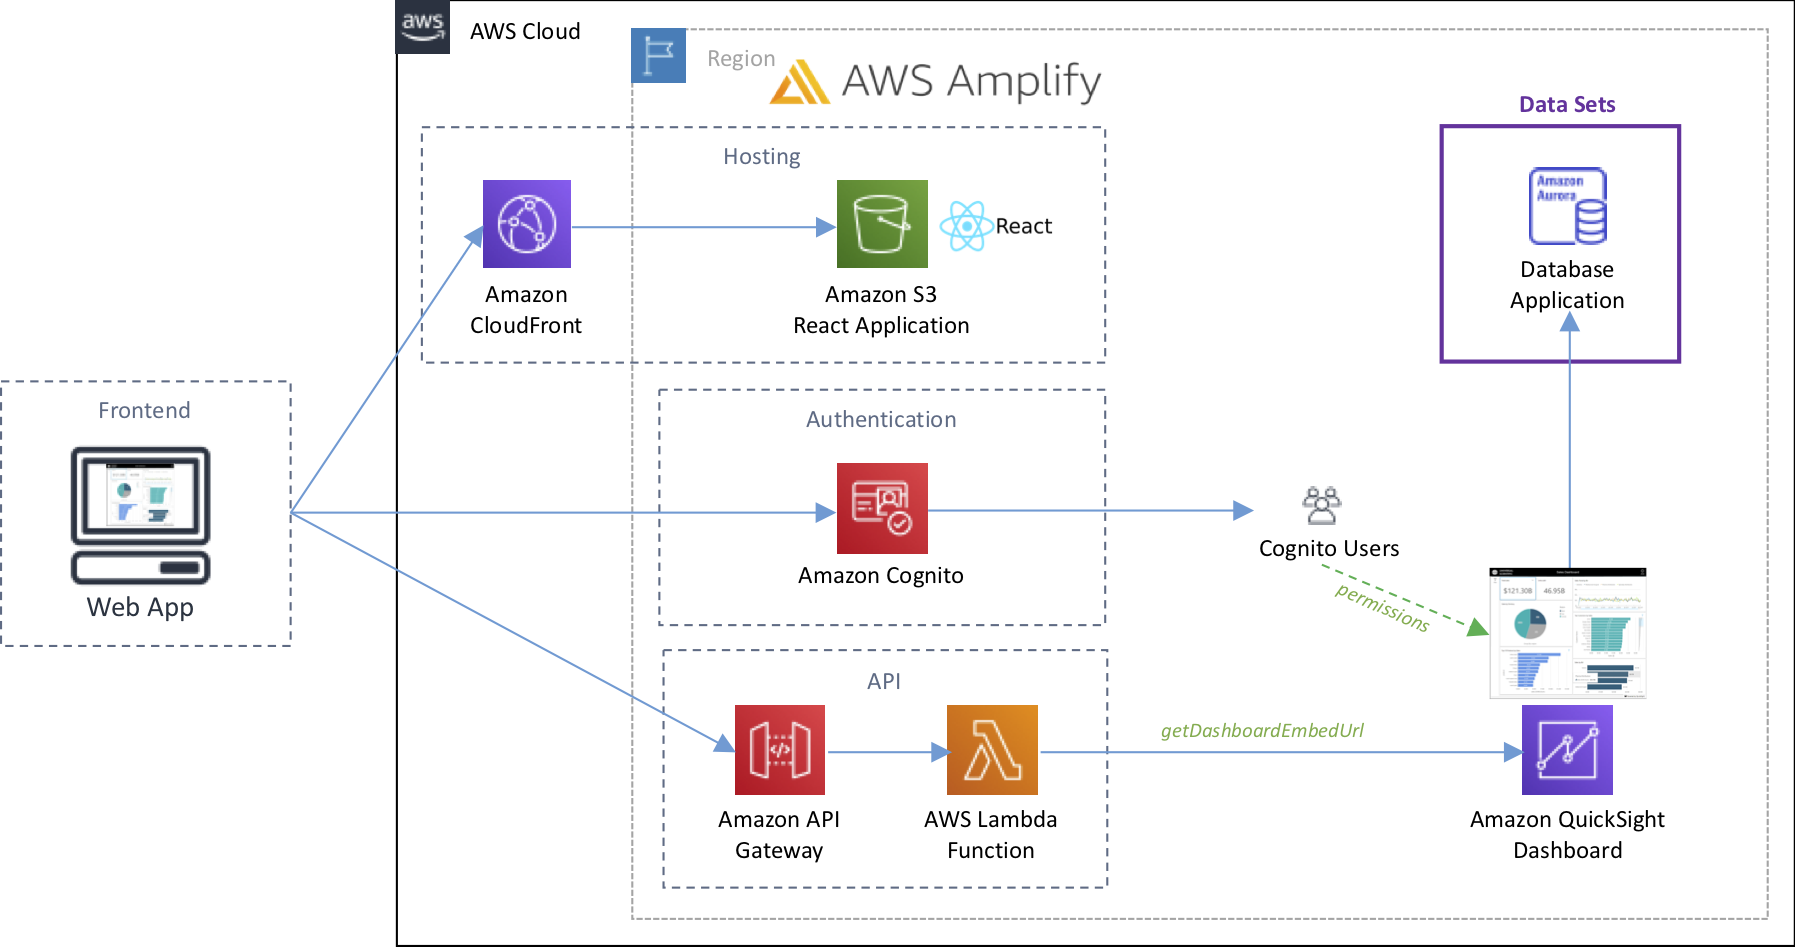 aws
AWS Cloud
Region
AWS Amplify
Data Sets
Hosting
Amazon
Aurora
React
Database
Application
Amazon
CloudFront
Amazon S3
React Application
Frontend
Authentication
Web App
Amazon Cognito
Cognito Users
permissions
$121.30B
46.95B
API
</>
getDashboardEmbedUrl
Amazon API
Gateway
AWS Lambda
Function
Amazon QuickSight
Dashboard